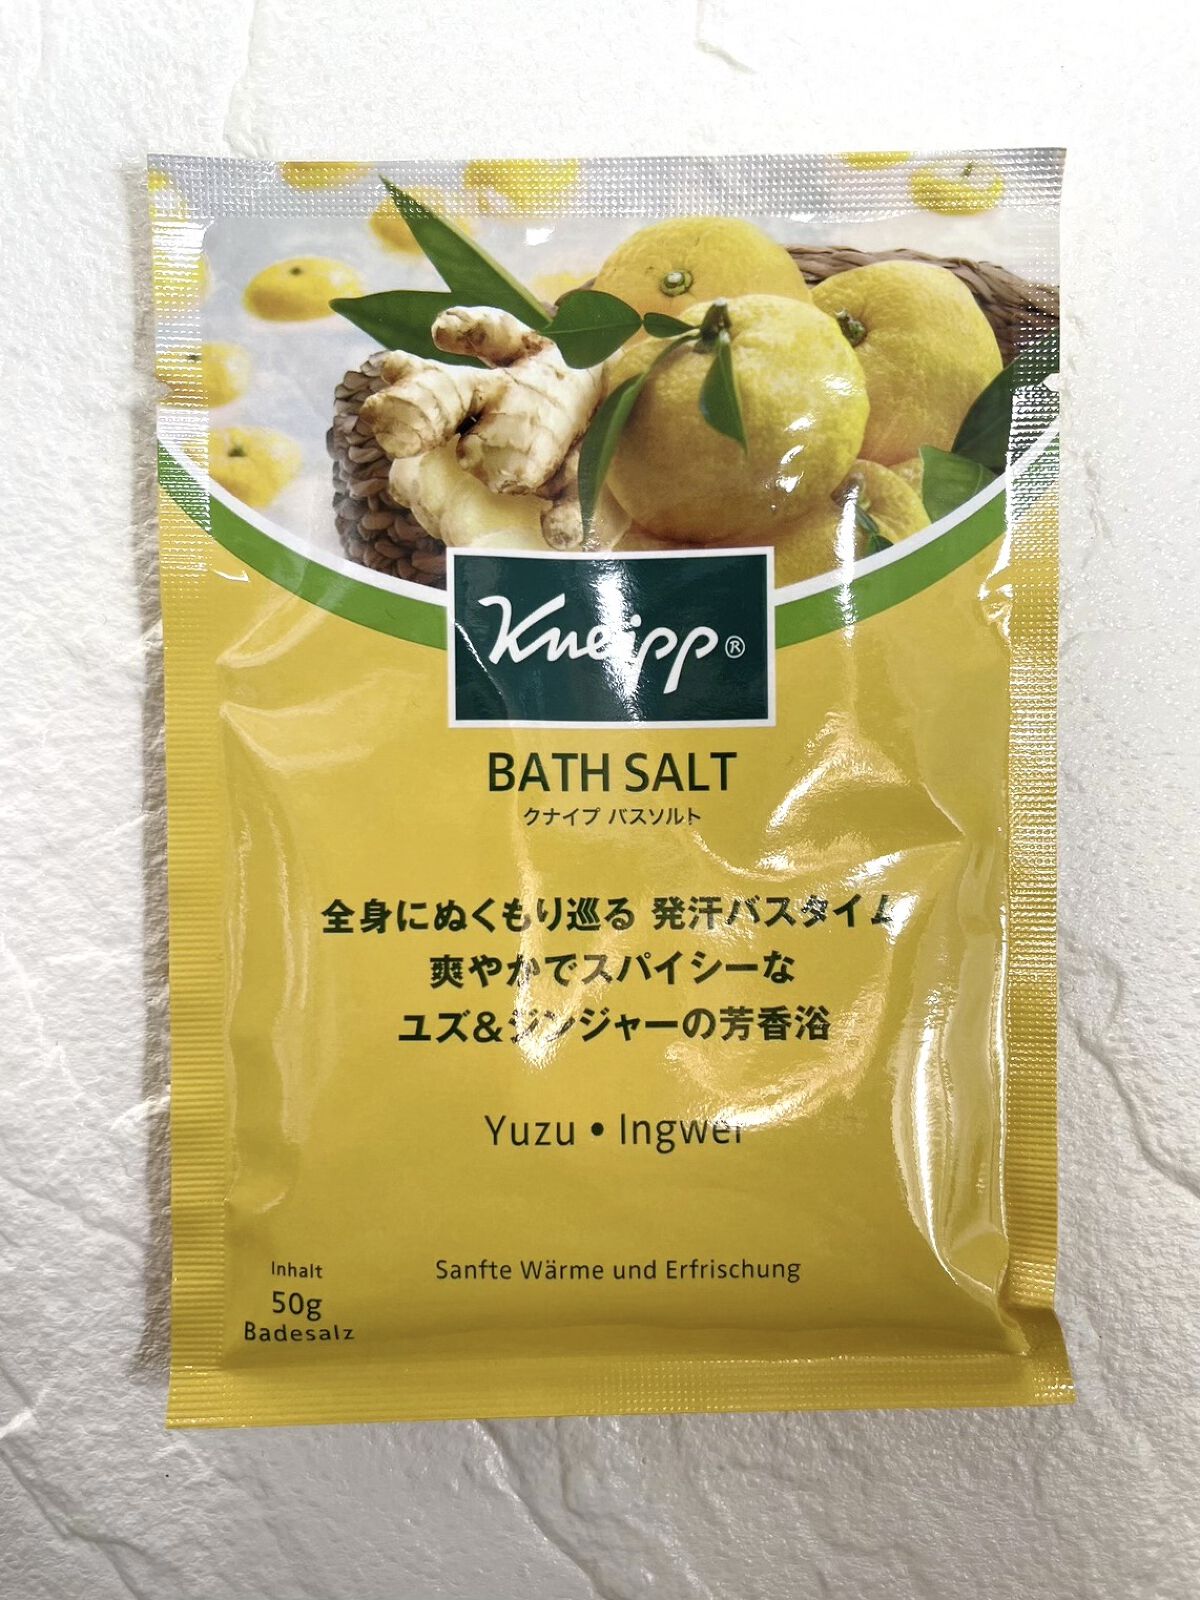 Kneipp®
BATH SALT
クナイプ バスソルト
全身にぬくもり巡る 発汗バスタイム
爽やかでスパイシーな
ユズ&ジンジャーの芳香浴
Yuzu • Ingwer
Sanfte Wärme und Erfrischung
Inhalt
50g
Badesalz